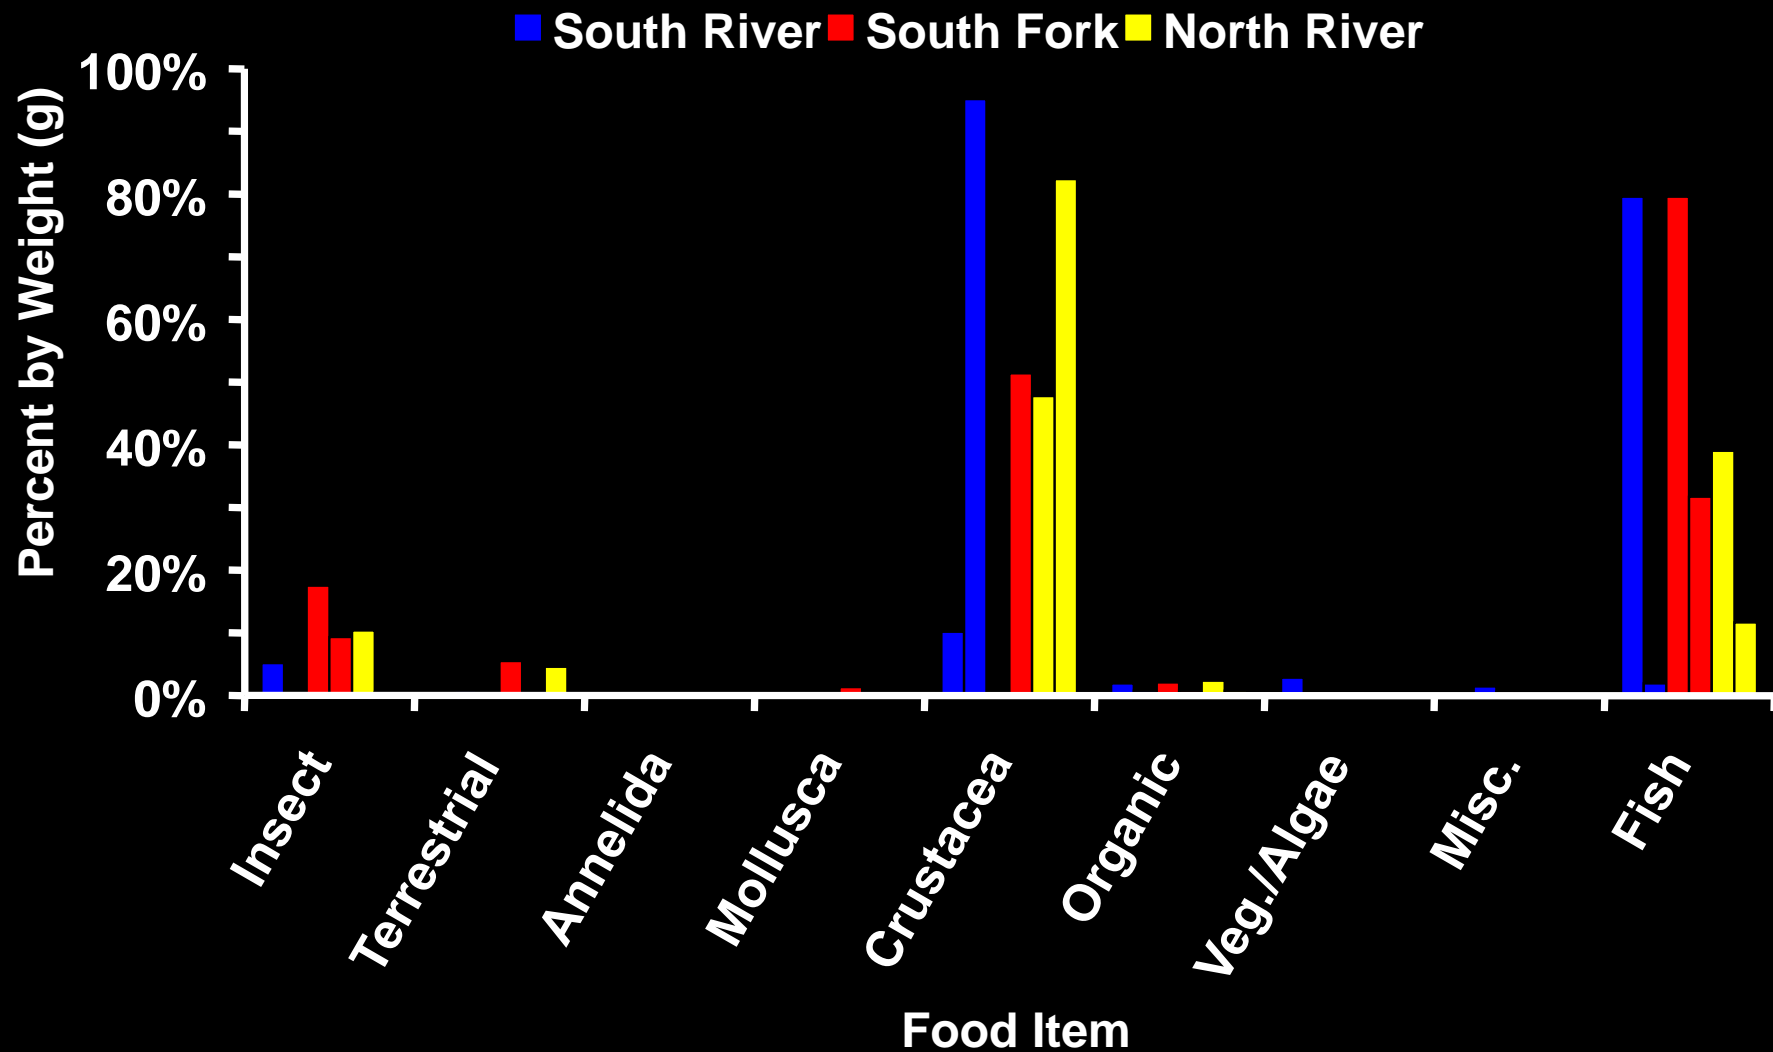 South River South Fork North River
Percent by Weight (g)
100%
80%
60%
40%
20%
0%
Insect
Terrestrial
Annelida
Mollusca
Crustacea
Organic
Veg./Algae
Misc.
Fish
Food Item